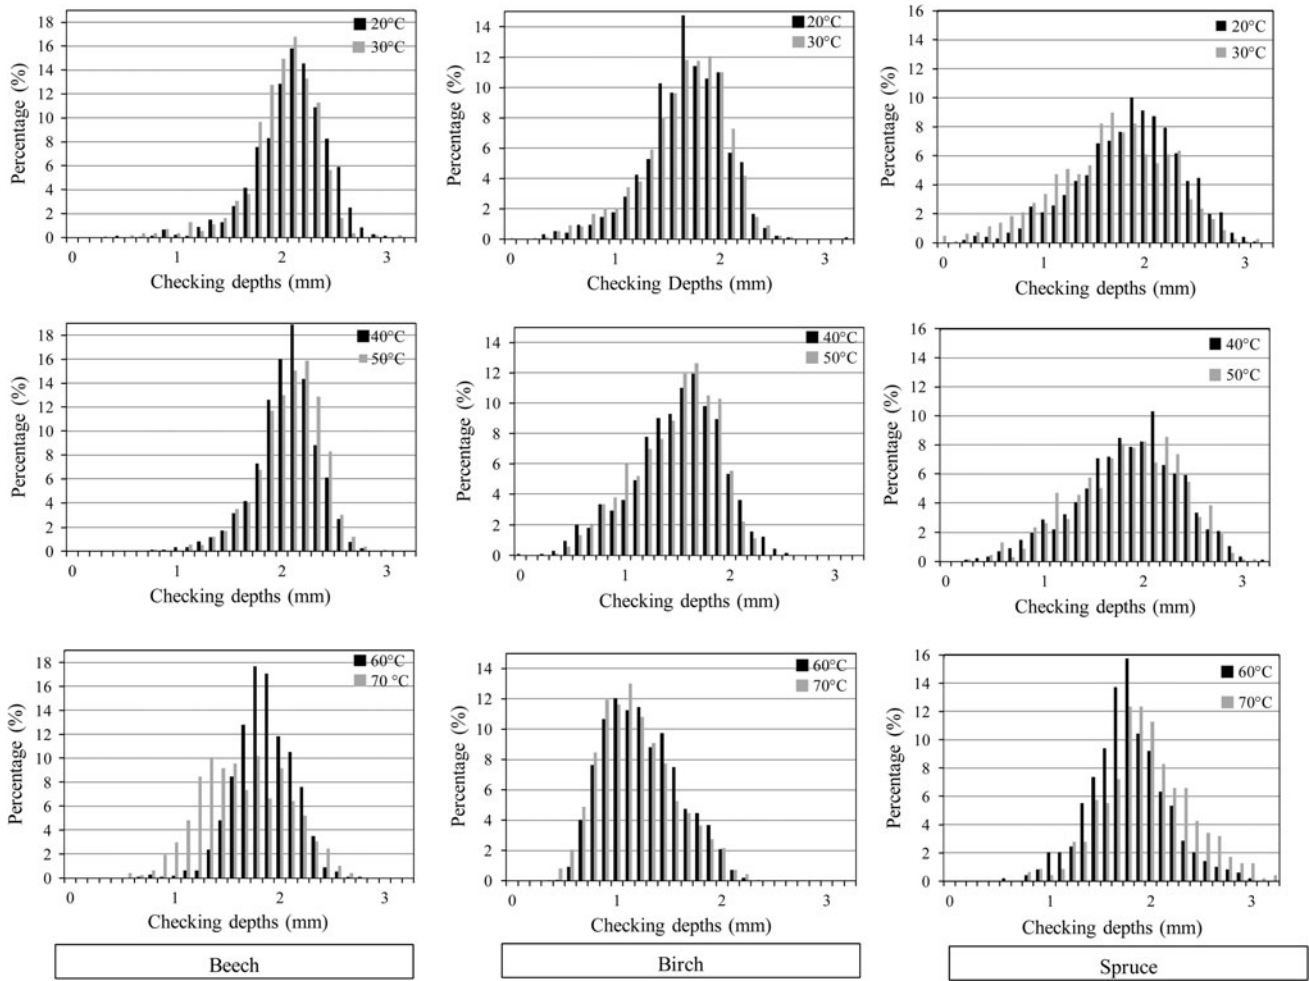 18
16
14
12
10
8
6
4
2
0
Percentage (%)
20°C
30°C
0 1 2 3
Checking depths (mm)
14
12
10
8
6
4
2
0
Percentage (%)
20°C
30°C
0 1 2 3
Checking Depths (mm)
16
14
12
10
8
6
4
2
0
Percentage (%)
20°C
30°C
0 1 2 3
Checking depths (mm)
18
16
14
12
10
8
6
4
2
0
Percentage (%)
40°C
50°C
0 1 2 3
Checking depths (mm)
14
12
10
8
6
4
2
0
Percentage (%)
40°C
50°C
0 1 2 3
Checking depths (mm)
16
14
12
10
8
6
4
2
0
Percentage (%)
40°C
50°C
0 1 2 3
Checking depths (mm)
18
16
14
12
10
8
6
4
2
0
Percentage (%)
60°C
70 °C
0 1 2 3
Checking depths (mm)
14
12
10
8
6
4
2
0
Percentage (%)
60°C
70°C
0 1 2 3
Checking depths (mm)
16
14
12
10
8
6
4
2
0
Percentage (%)
60°C
70°C
0 1 2 3
Checking depths (mm)
Beech
Birch
Spruce